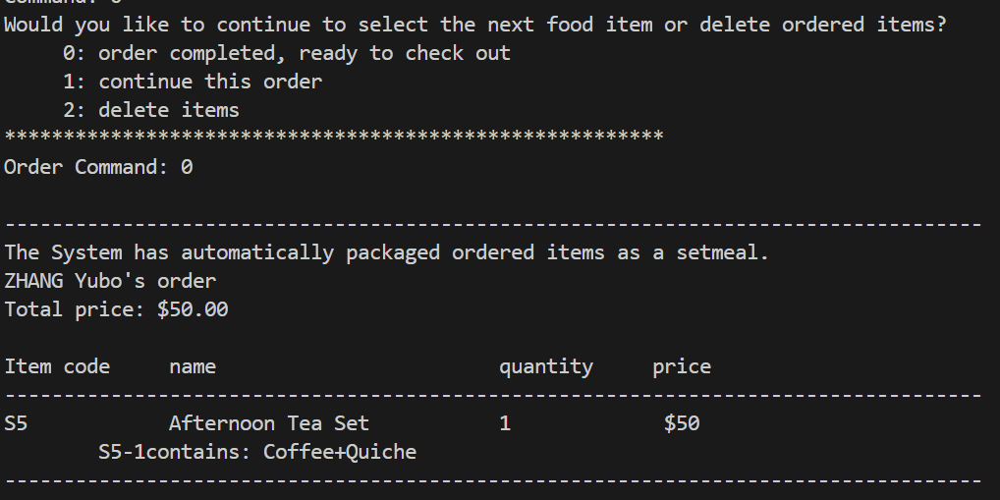 Would you like to continue to select the next food item or delete ordered items?
0: order completed, ready to check out
1: continue this order
2: delete items
********************************************************
Order Command: 0
-----------------------------------------------------------------------------------
The System has automatically packaged ordered items as a setmeal.
ZHANG Yubo's order
Total price: $50.00
Item code name quantity price
-----------------------------------------------------------------------------------
S5 Afternoon Tea Set 1 $50
S5-1contains: Coffee+Quiche
-----------------------------------------------------------------------------------